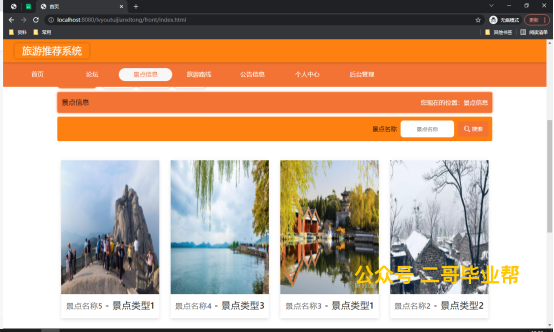 首页
localhost:8080/lvyoutuijianxitong/front/index.html
无痕模式
更新
资料
常用
其他书签
阅读清单
旅游推荐系统
首页
论坛
景点信息
旅游路线
公告信息
个人中心
后台管理
景点信息
您现在的位置：景点信息
景点名称
景点名称
搜索
公众号 二哥毕业帮
景点名称5 - 景点类型1
景点名称4 - 景点类型3
景点名称3 - 景点类型1
景点名称2 - 景点类型2